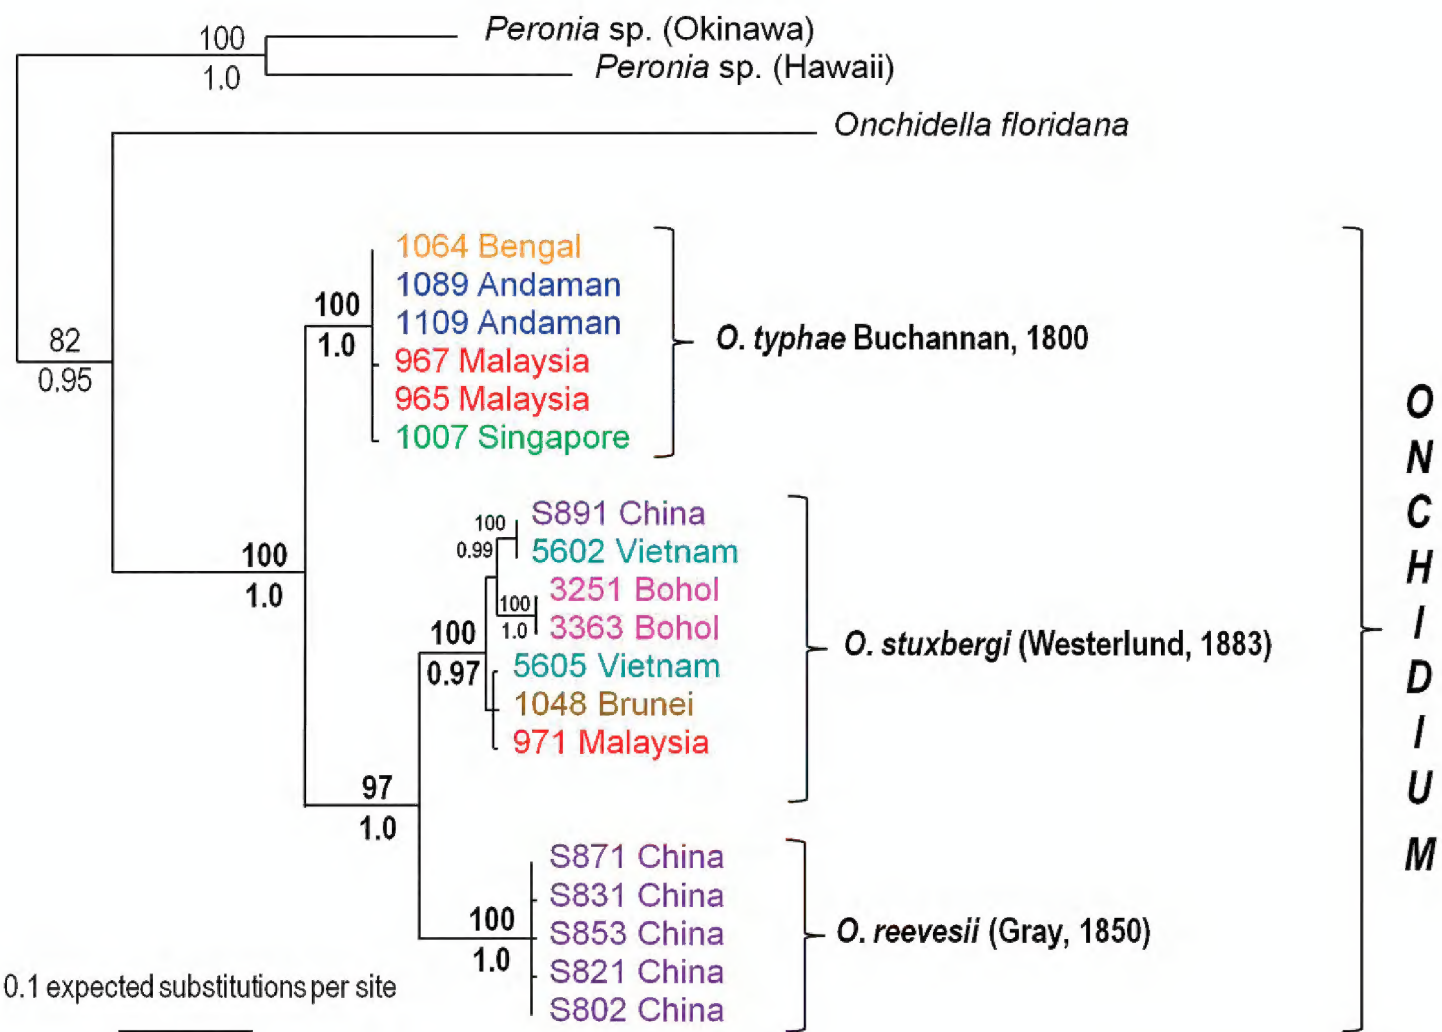 100
1.0
Peronia sp. (Okinawa)
Peronia sp. (Hawaii)
Onchidella floridana
82
0.95
100
1.0
1064 Bengal
1089 Andaman
1109 Andaman
967 Malaysia
965 Malaysia
1007 Singapore
O. typhae Buchannan, 1800
100
1.0
100
0.97
100
0.99
100
1.0
S891 China
5602 Vietnam
3251 Bohol
3363 Bohol
5605 Vietnam
1048 Brunei
971 Malaysia
O. stuxbergi (Westerlund, 1883)
97
1.0
100
1.0
S871 China
S831 China
S853 China
S821 China
S802 China
O. reevesii (Gray, 1850)
ONCHIDIUM
0.1 expected substitutions per site